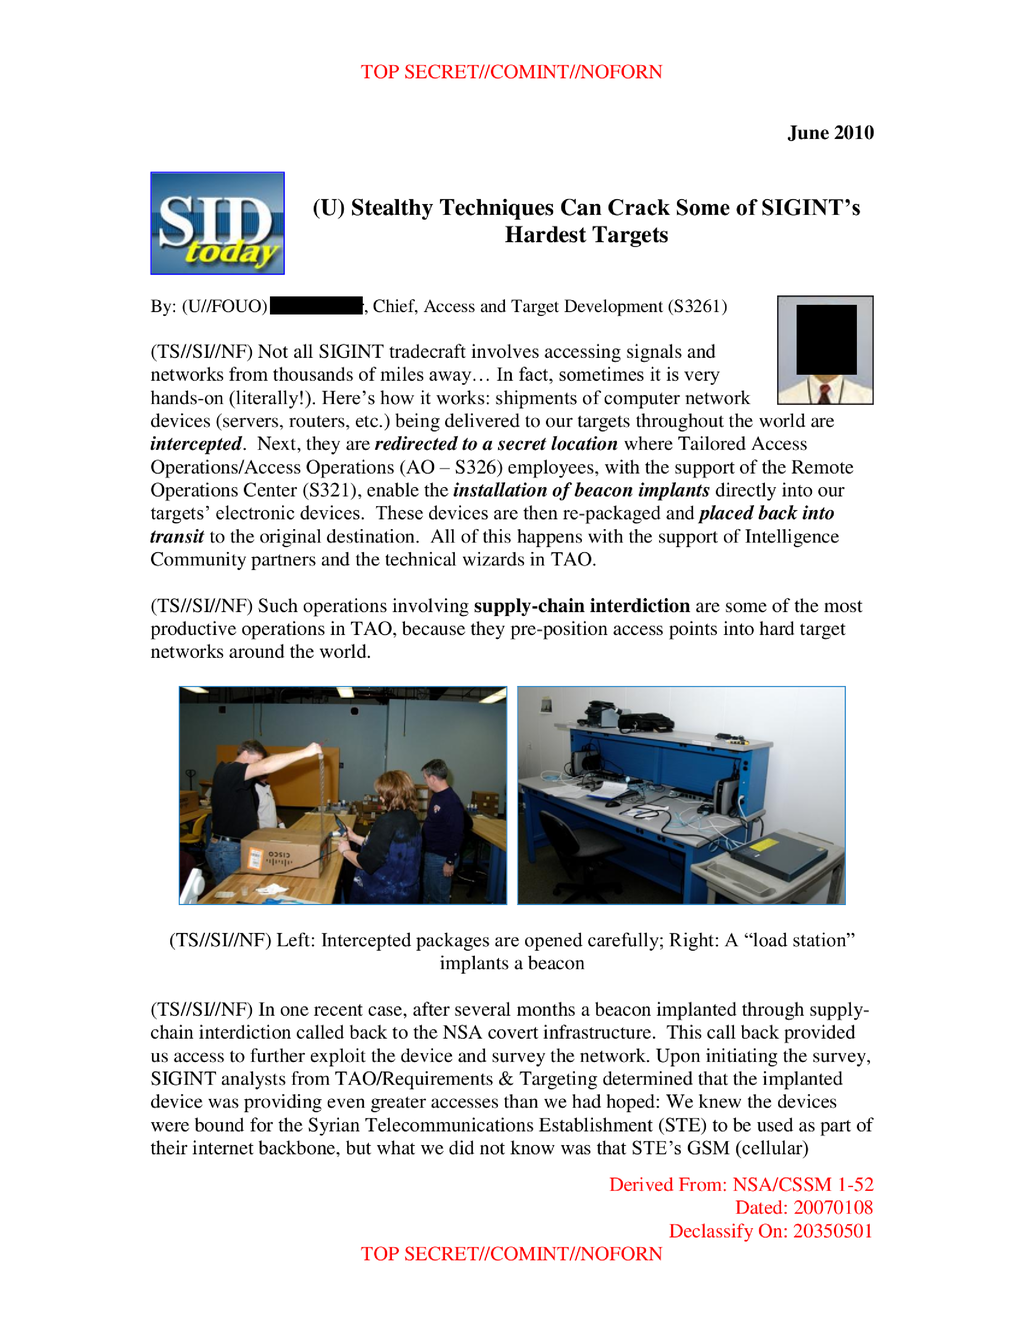 TOP SECRET//COMINT//NOFORN
June 2010
SID
today
(U) Stealthy Techniques Can Crack Some of SIGINT’s
Hardest Targets
By: (U//FOUO) , Chief, Access and Target Development (S3261)
(TS//SI//NF) Not all SIGINT tradecraft involves accessing signals and
networks from thousands of miles away… In fact, sometimes it is very
hands-on (literally!). Here’s how it works: shipments of computer network
devices (servers, routers, etc.) being delivered to our targets throughout the world are
intercepted. Next, they are redirected to a secret location where Tailored Access
Operations/Access Operations (AO – S326) employees, with the support of the Remote
Operations Center (S321), enable the installation of beacon implants directly into our
targets’ electronic devices. These devices are then re-packaged and placed back into
transit to the original destination. All of this happens with the support of Intelligence
Community partners and the technical wizards in TAO.
(TS//SI//NF) Such operations involving supply-chain interdiction are some of the most
productive operations in TAO, because they pre-position access points into hard target
networks around the world.
CISCO
(TS//SI//NF) Left: Intercepted packages are opened carefully; Right: A “load station”
implants a beacon
(TS//SI//NF) In one recent case, after several months a beacon implanted through supply-
chain interdiction called back to the NSA covert infrastructure. This call back provided
us access to further exploit the device and survey the network. Upon initiating the survey,
SIGINT analysts from TAO/Requirements & Targeting determined that the implanted
device was providing even greater accesses than we had hoped: We knew the devices
were bound for the Syrian Telecommunications Establishment (STE) to be used as part of
their internet backbone, but what we did not know was that STE’s GSM (cellular)
Derived From: NSA/CSSM 1-52
Dated: 20070108
Declassify On: 20350501
TOP SECRET//COMINT//NOFORN